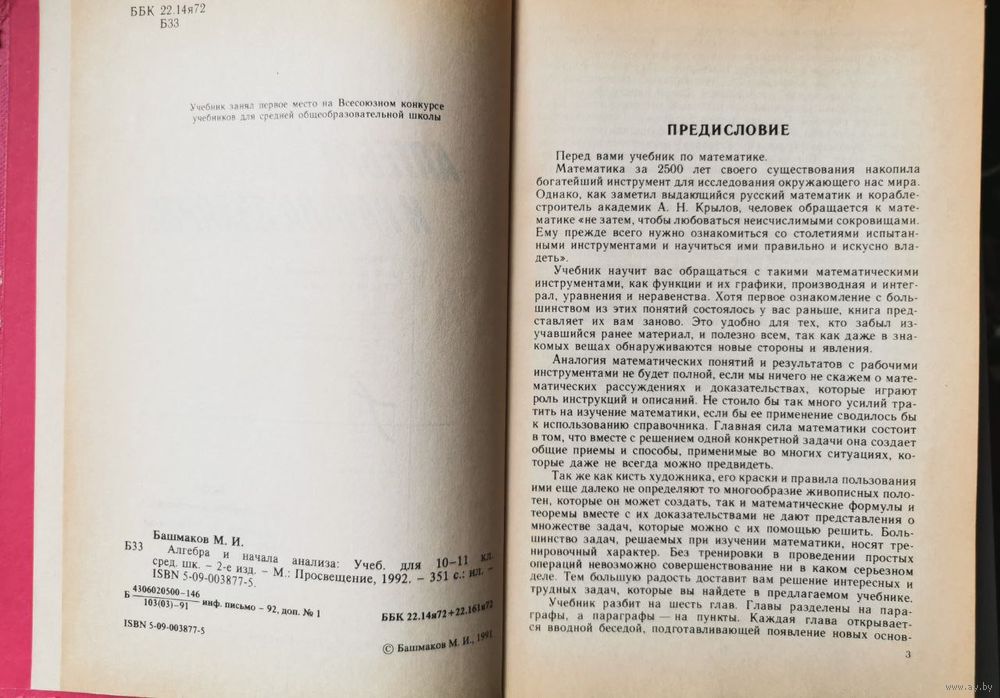 ББК 22.14я72
Б33
Учебник занял первое место на Всесоюзном конкурсе
учебников для средней общеобразовательной школы
Башмаков М. И.
Б33 Алгебра и начала анализа: Учеб. для 10—11 кл.
сред. шк. – 2-е изд. – М.: Просвещение, 1992. – 351 с.: ил. –
ISBN 5-09-003877-5.
Б 4306020500—146
103(03)—91 инф. письмо – 92, доп. № 1
ББК 22.14я72+22.161я72
ISBN 5-09-003877-5
© Башмаков М. И., 1991
ПРЕДИСЛОВИЕ
Перед вами учебник по математике.
Математика за 2500 лет своего существования накопила
богатейший инструмент для исследования окружающего нас мира.
Однако, как заметил выдающийся русский математик и корабле-
строитель академик А. Н. Крылов, человек обращается к мате-
матике «не затем, чтобы любоваться неисчислимыми сокровищами.
Ему прежде всего нужно ознакомиться со столетиями испытан-
ными инструментами и научиться ими правильно и искусно вла-
деть».
Учебник научит вас обращаться с такими математическими
инструментами, как функции и их графики, производная и интег-
рал, уравнения и неравенства. Хотя первое ознакомление с боль-
шинством из этих понятий состоялось у вас раньше, книга пред-
ставляет их вам заново. Это удобно для тех, кто забыл из-
учавшийся ранее материал, и полезно всем, так как даже в зна-
комых вещах обнаруживаются новые стороны и явления.
Аналогия математических понятий и результатов с рабочими
инструментами не будет полной, если мы ничего не скажем о мате-
матических рассуждениях и доказательствах, которые играют
роль инструкций и описаний. Не стоило бы так много усилий тра-
тить на изучение математики, если бы ее применение сводилось бы
к использованию справочника. Главная сила математики состоит
в том, что вместе с решением одной конкретной задачи она создает
общие приемы и способы, применимые во многих ситуациях, ко-
торые даже не всегда можно предвидеть.
Так же как кисть художника, его краски и правила пользования
ими еще далеко не определяют то многообразие живописных поло-
тен, которые он может создать, так и математические формулы и
теоремы вместе с их доказательствами не дают представления о
множестве задач, которые можно с их помощью решить. Боль-
шинство задач, решаемых при изучении математики, носят тре-
нировочный характер. Без тренировки в проведении простых
операций невозможно совершенствование ни в каком серьезном
деле. Тем большую радость доставит вам решение интересных и
трудных задач, которые вы найдете в предлагаемом учебнике.
Учебник разбит на шесть глав. Главы разделены на пара-
графы, а параграфы — на пункты. Каждая глава открывает-
ся вводной беседой, подготавливающей появление новых основ-
3
www.ay.by